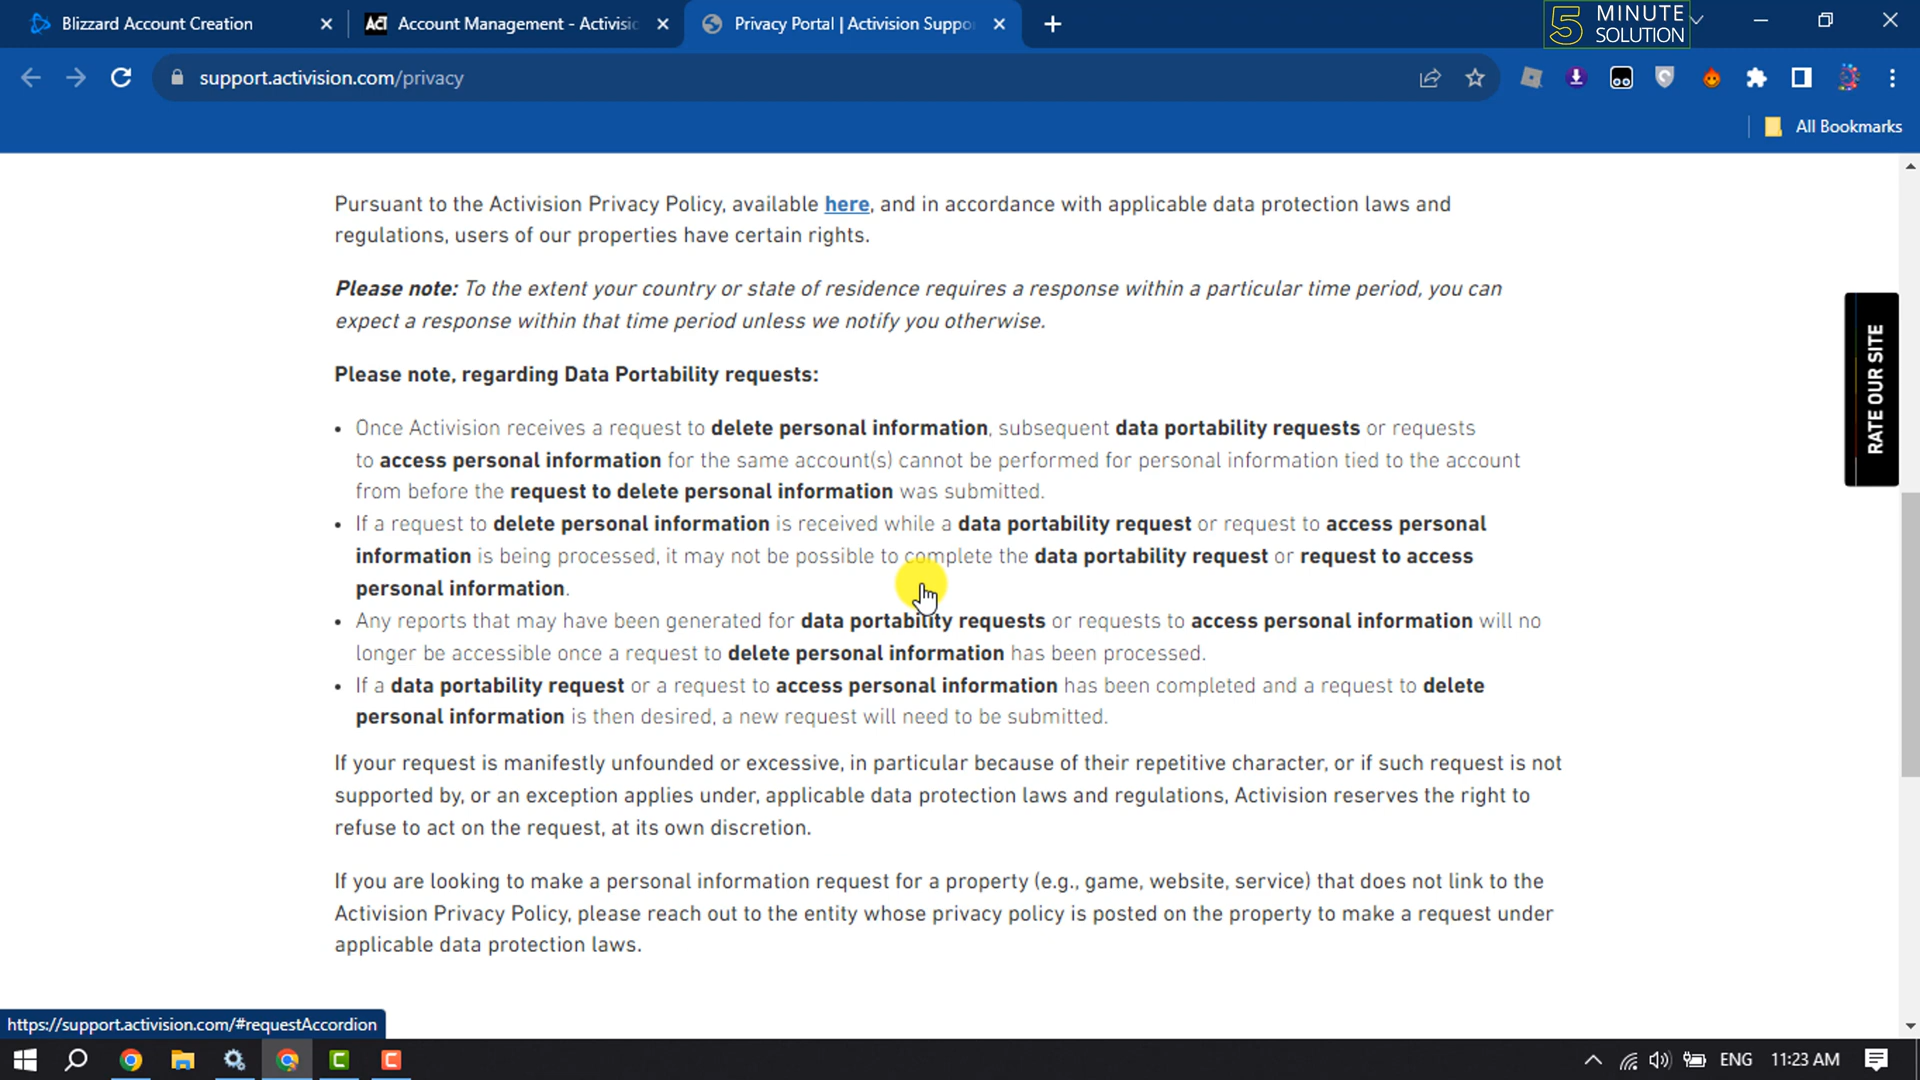 Blizzard Account Creation
Account Management - Activisi
Privacy Portal | Activision Suppo
5 MINUTE SOLUTION
support.activision.com/privacy
All Bookmarks
Pursuant to the Activision Privacy Policy, available here, and in accordance with applicable data protection laws and
regulations, users of our properties have certain rights.
Please note: To the extent your country or state of residence requires a response within a particular time period, you can
expect a response within that time period unless we notify you otherwise.
Please note, regarding Data Portability requests:
• Once Activision receives a request to delete personal information, subsequent data portability requests or requests
to access personal information for the same account(s) cannot be performed for personal information tied to the account
from before the request to delete personal information was submitted.
• If a request to delete personal information is received while a data portability request or request to access personal
information is being processed, it may not be possible to complete the data portability request or request to access
personal information.
• Any reports that may have been generated for data portability requests or requests to access personal information will no
longer be accessible once a request to delete personal information has been processed.
• If a data portability request or a request to access personal information has been completed and a request to delete
personal information is then desired, a new request will need to be submitted.
If your request is manifestly unfounded or excessive, in particular because of their repetitive character, or if such request is not
supported by, or an exception applies under, applicable data protection laws and regulations, Activision reserves the right to
refuse to act on the request, at its own discretion.
If you are looking to make a personal information request for a property (e.g., game, website, service) that does not link to the
Activision Privacy Policy, please reach out to the entity whose privacy policy is posted on the property to make a request under
applicable data protection laws.
RATE OUR SITE
https://support.activision.com/#requestAccordion
ENG 11:23 AM